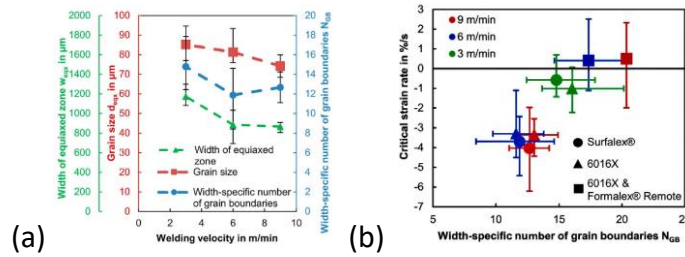 Width of equiaxed zone wequ in µm
2000
1800
1600
1400
1200
1000
800
600
400
200
0
Grain size dequ in µm
100
90
80
70
60
50
40
30
20
10
0
Width of equiaxed
zone
Grain size
Width-specific number
of grain boundaries
0 2 4 6 8 10
Welding velocity in m/min
20
18
16
14
12
10
8
6
4
2
0
Width-specific number of grain boundaries NGB
(a)
Critical strain rate in %/s
3
2
1
0
-1
-2
-3
-4
-5
-6
-7
9 m/min
6 m/min
3 m/min
Surfalex®
6016X
6016X &
Formalex® Remote
5 10 15 20 25
Width-specific number of grain boundaries NGB
(b)